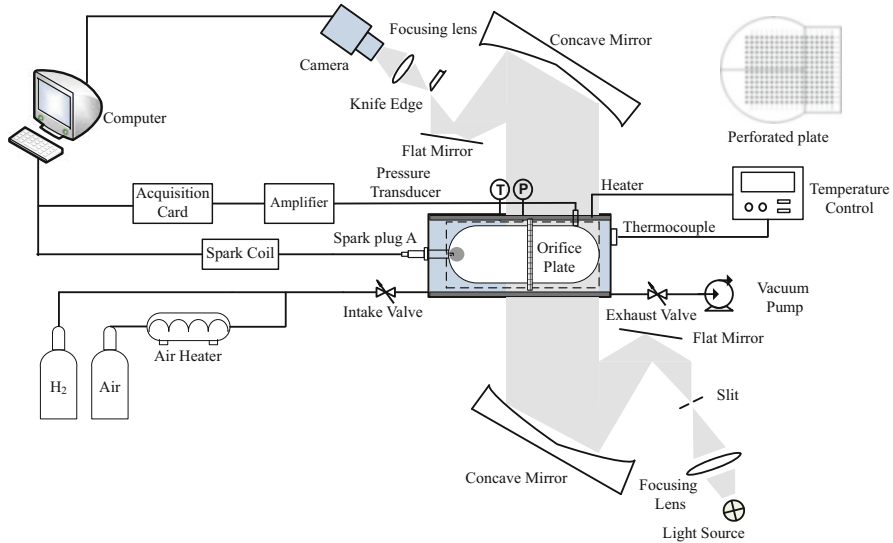 Focusing lens
Concave Mirror
Camera
Knife Edge
Computer
Flat Mirror
Perforated plate
Pressure
Transducer
T
P
Heater
Acquisition
Card
Amplifier
Temperature
Control
Thermocouple
Spark plug A
Spark Coil
Orifice
Plate
Intake Valve
Exhaust Valve
Vacuum
Pump
Flat Mirror
Air Heater
H2
Air
Slit
Concave Mirror
Focusing
Lens
Light Source